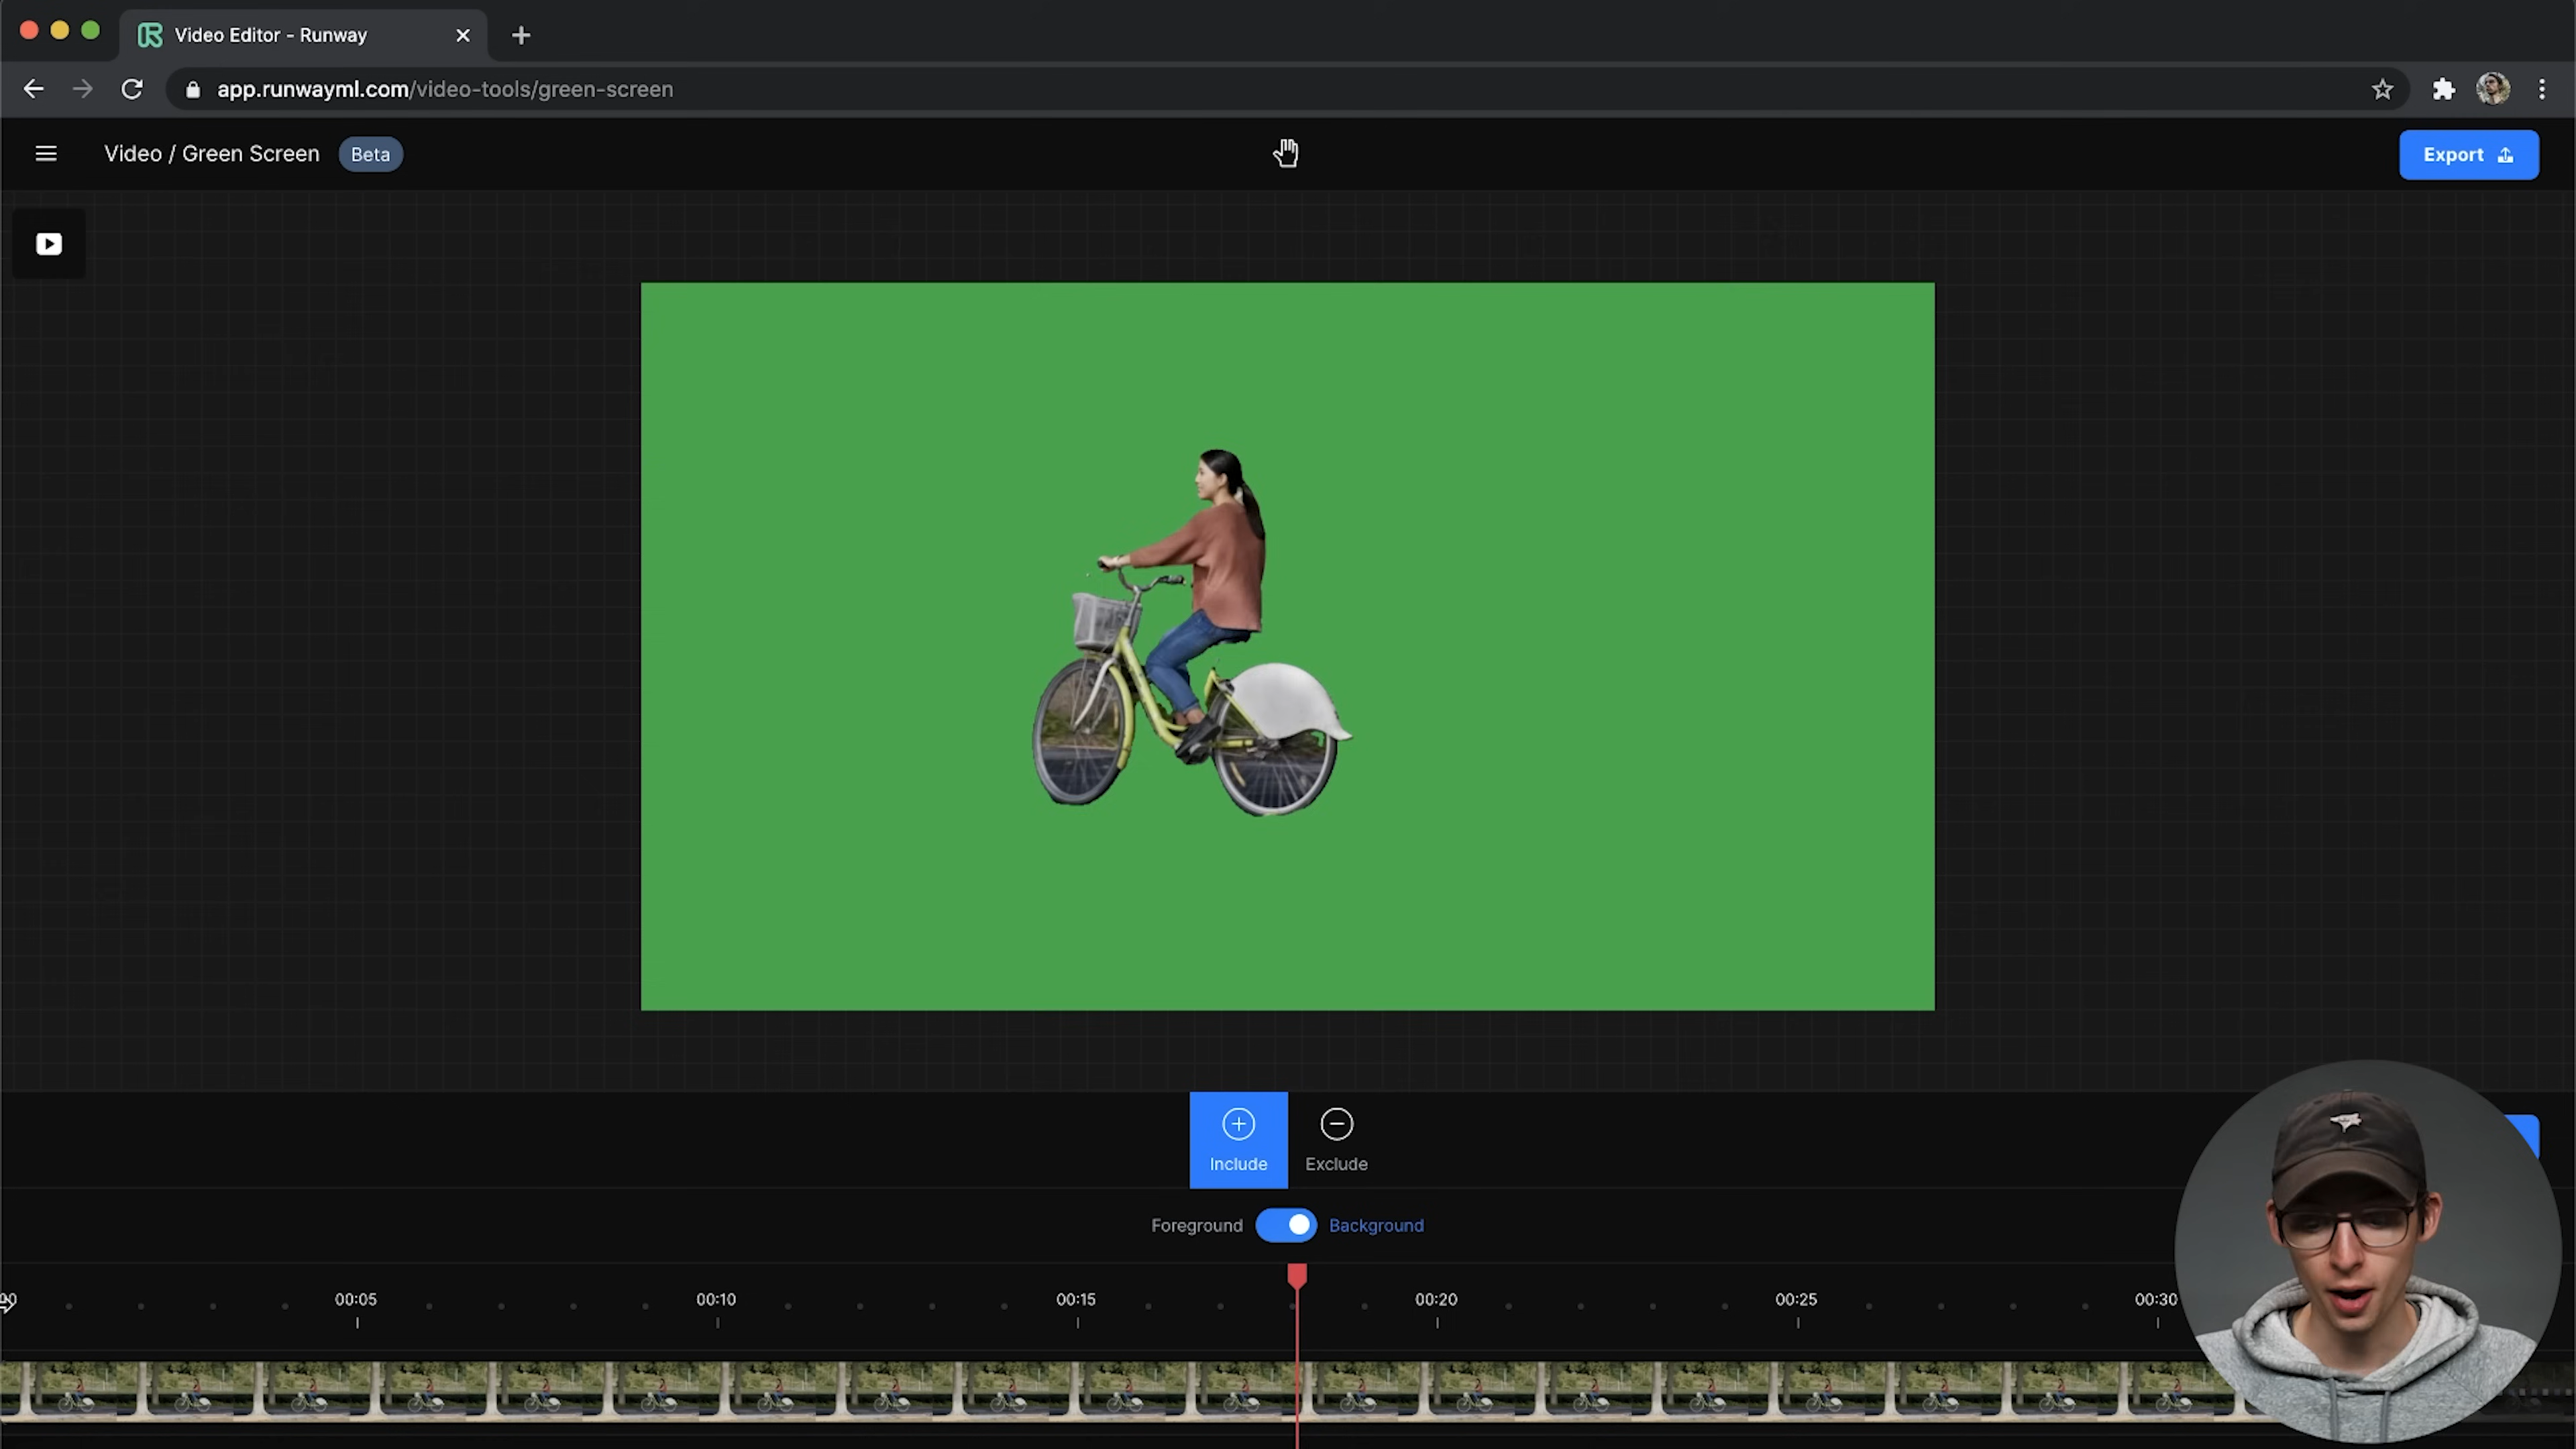 Video Editor - Runway
app.runwayml.com/video-tools/green-screen
Video / Green Screen Beta
Export
Include Exclude
Foreground Background
00:05 00:10 00:15 00:20 00:25 00:30